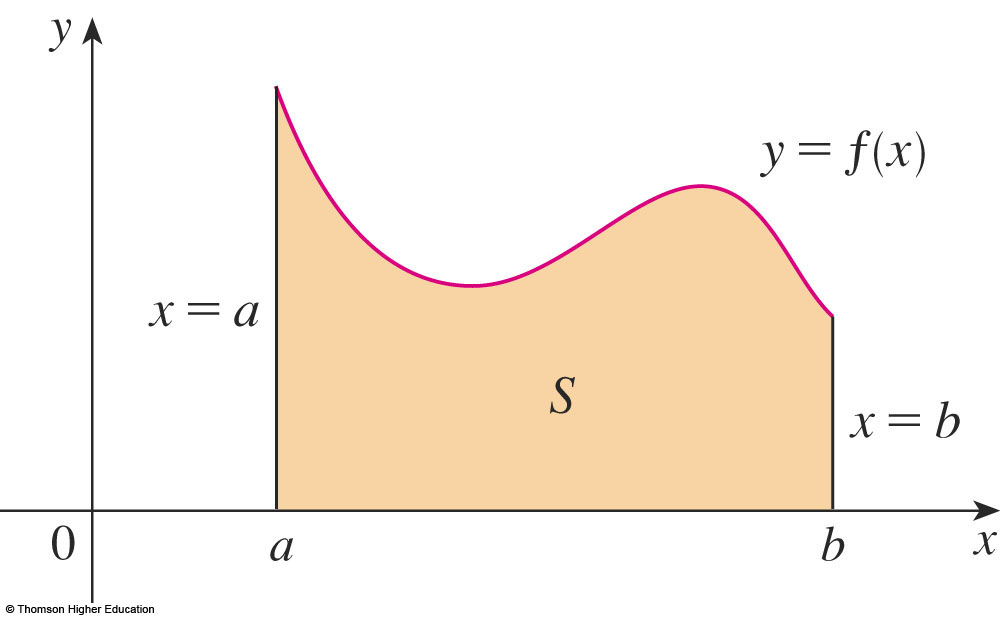 y
y = f(x)
x = a
S
x = b
0
a
b
x
© Thomson Higher Education